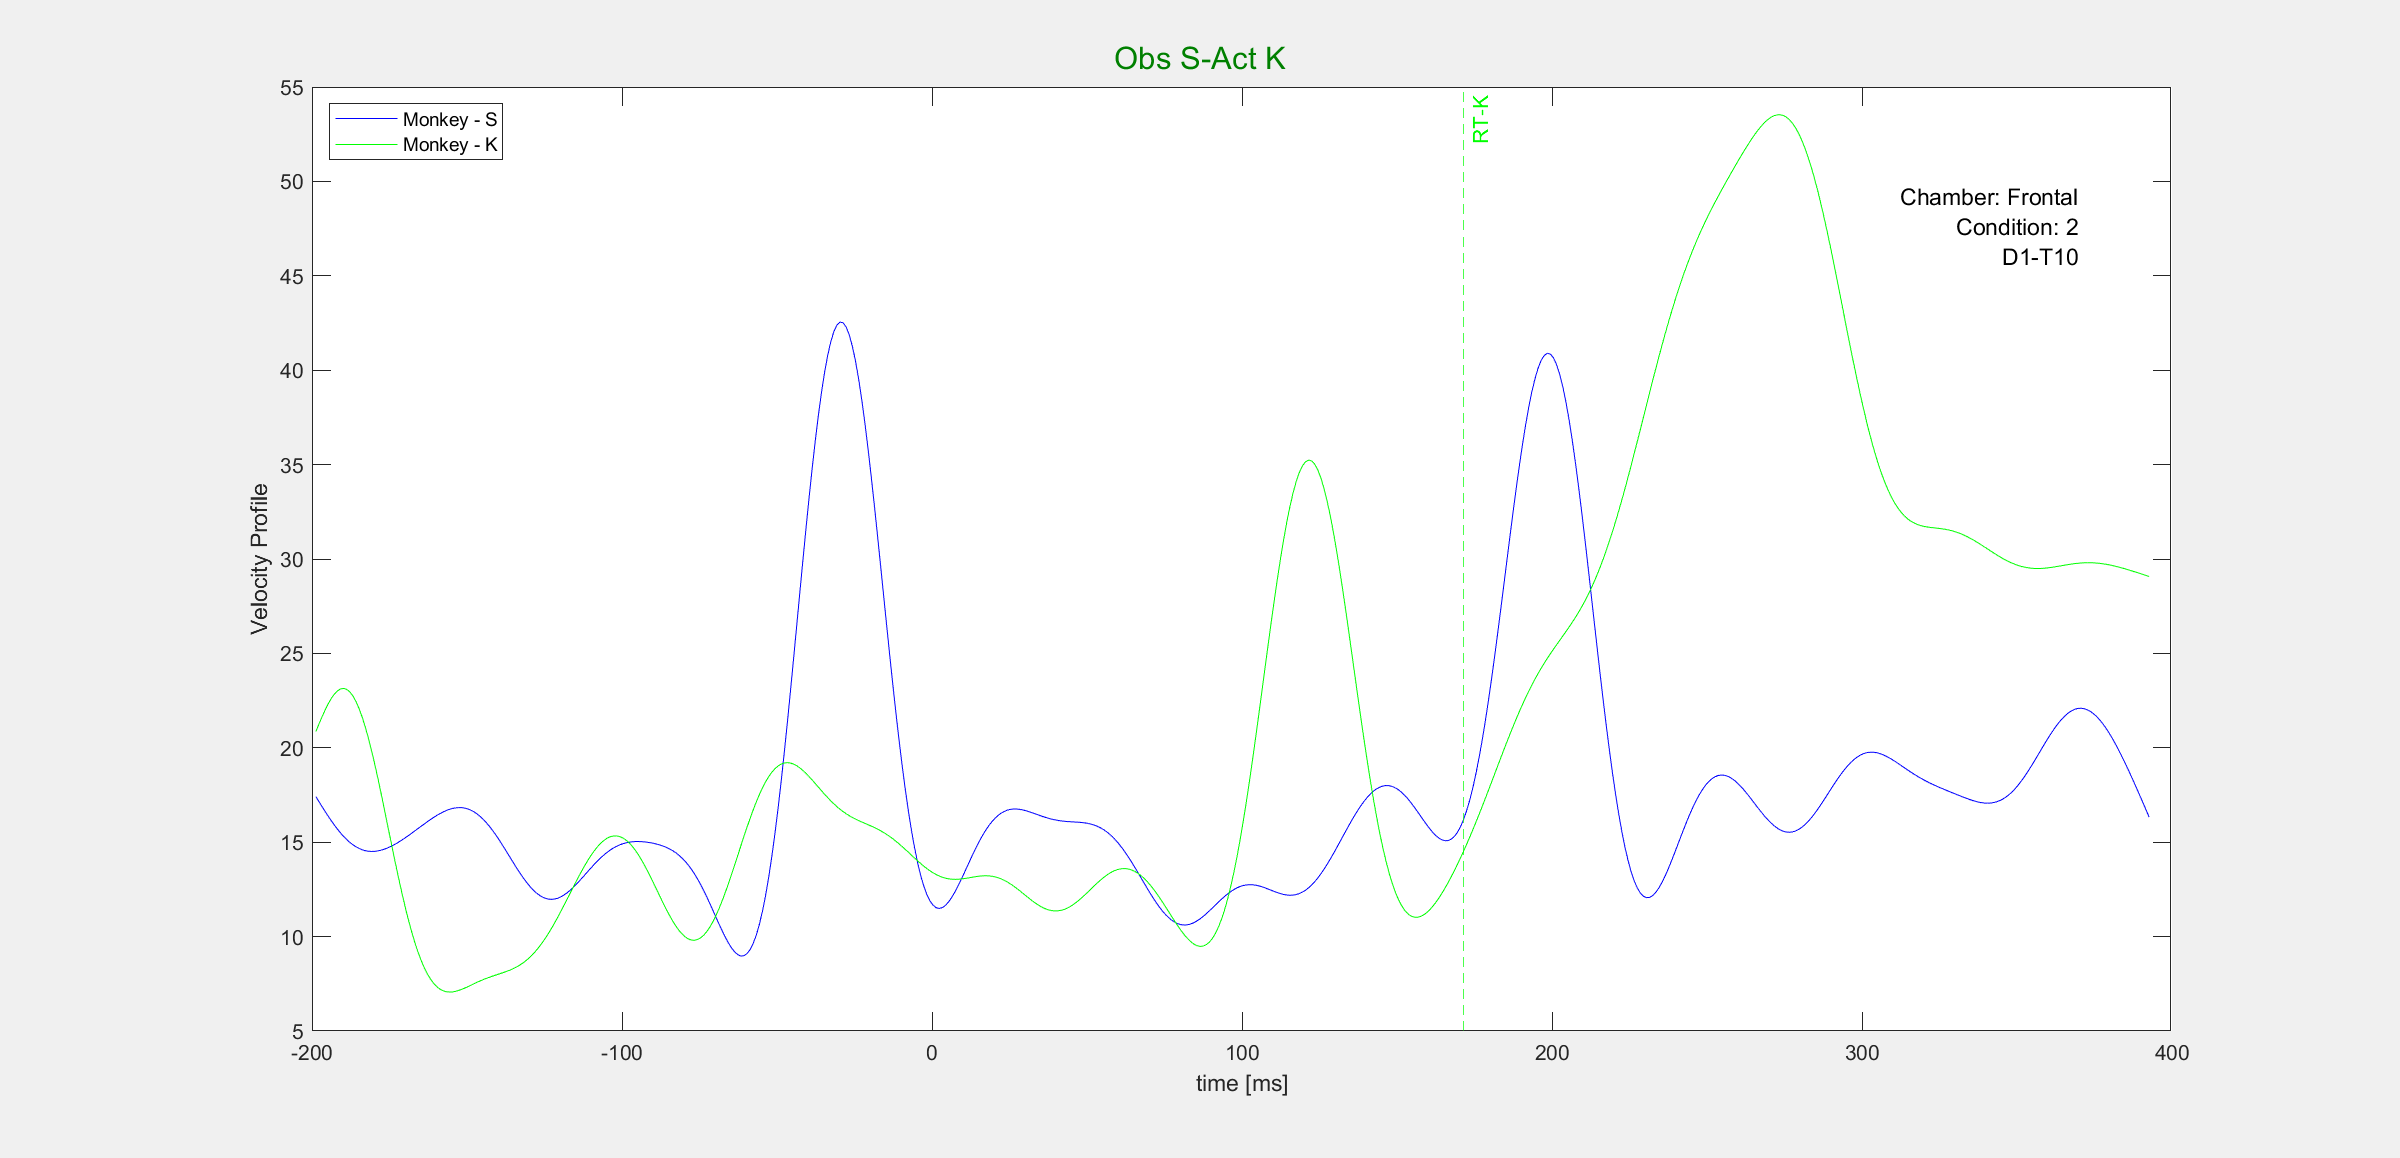 Obs S-Act K
55
50
45
40
35
30
25
20
15
10
5
Velocity Profile
Monkey - S
Monkey - K
RT-K
Chamber: Frontal
Condition: 2
D1-T10
-200
-100
0
100
200
300
400
time [ms]